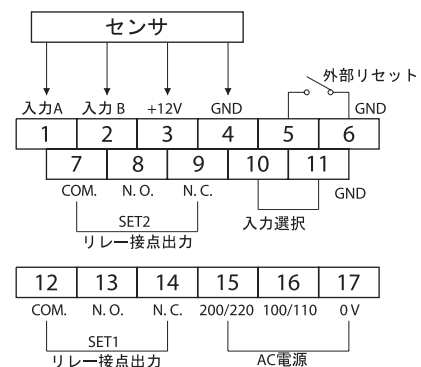 センサ
外部リセット
入力A 入力B +12V GND GND
1 2 3 4 5 6
7 8 9 10 11
COM. N.O. N.C. GND
SET2 入力選択
リレー接点出力
12 13 14 15 16 17
COM. N.O. N.C. 200/220 100/110 0V
SET1
リレー接点出力 AC電源